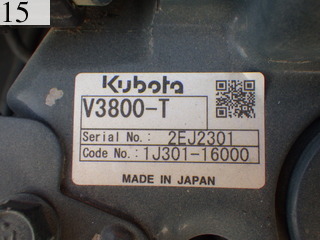 15
Kubota
V3800-T
Serial No.: 2EJ2301
Code No.: 1J301-16000
MADE IN JAPAN